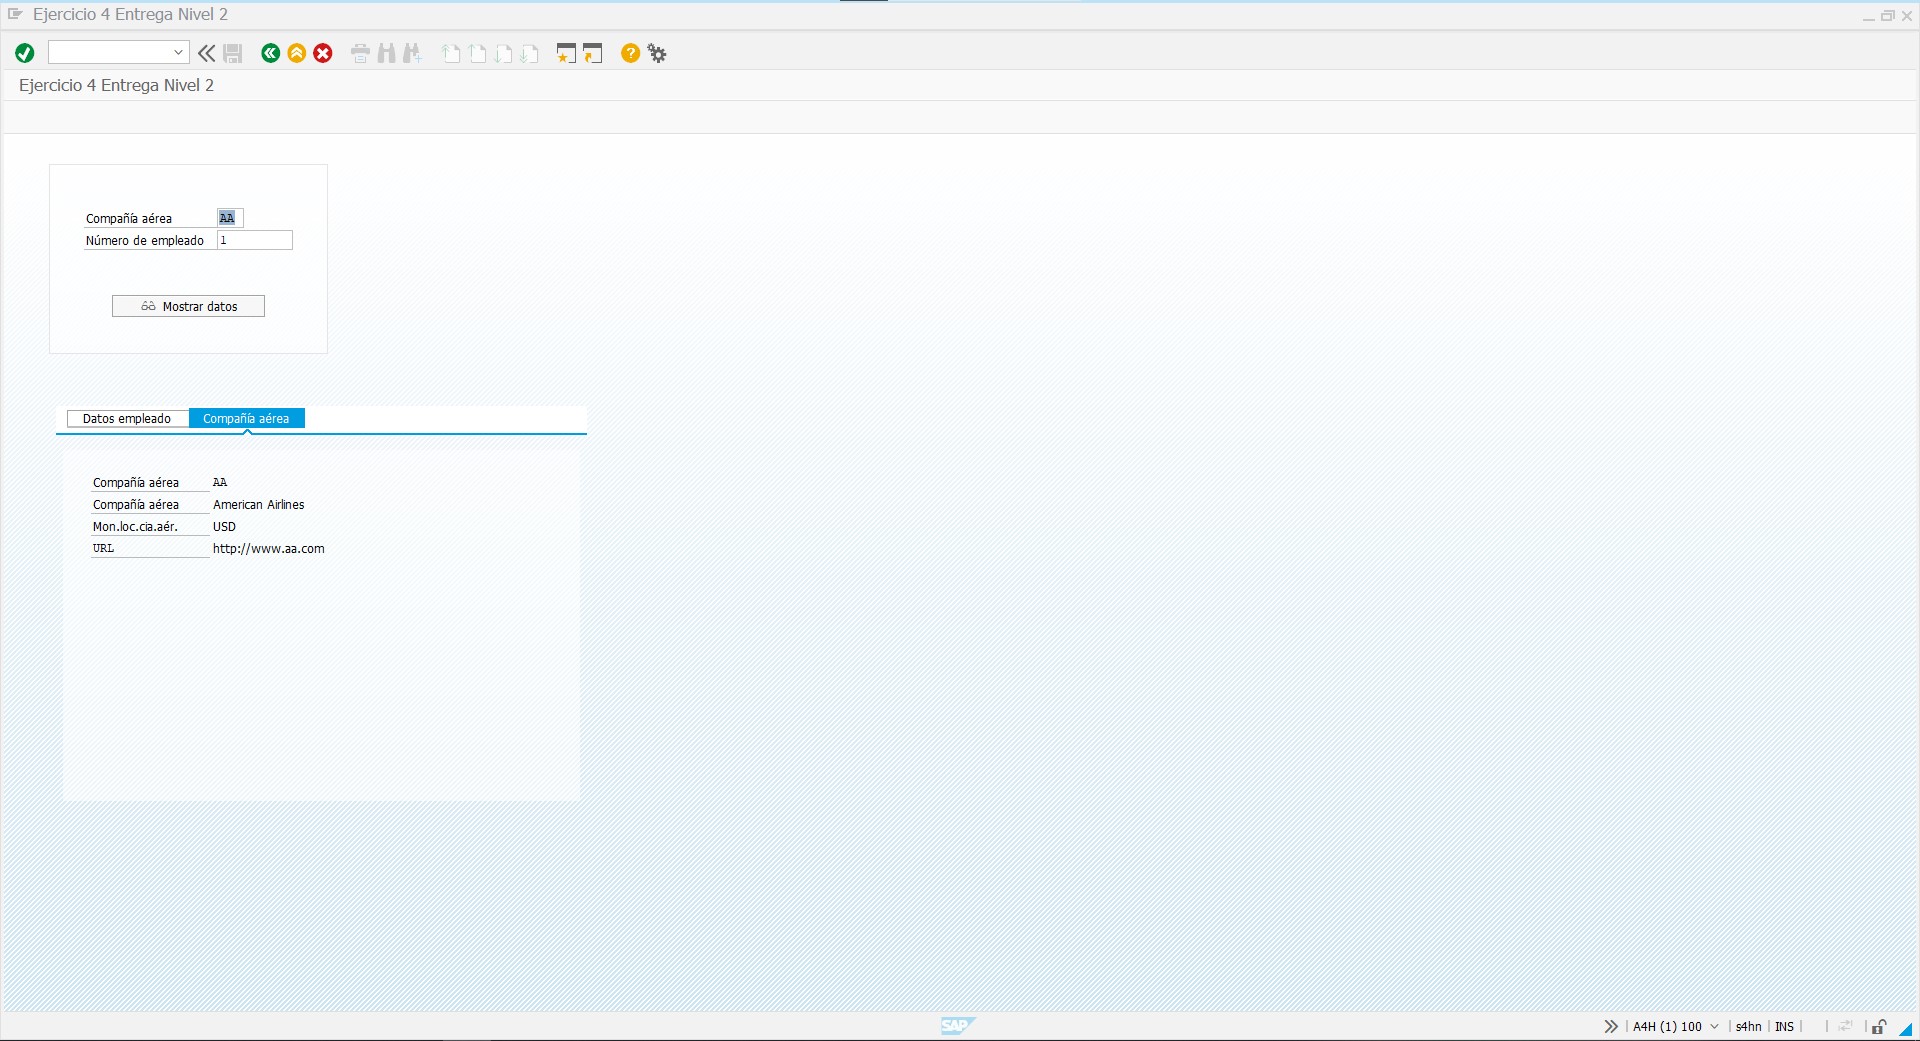 Ejercicio 4 Entrega Nivel 2
Ejercicio 4 Entrega Nivel 2
Compañía aérea AA
Número de empleado 1
Mostrar datos
Datos empleado Compañía aérea
Compañía aérea AA
Compañía aérea American Airlines
Mon.loc.cia.aér. USD
URL http://www.aa.com
SAP A4H (1) 100 s4hn INS